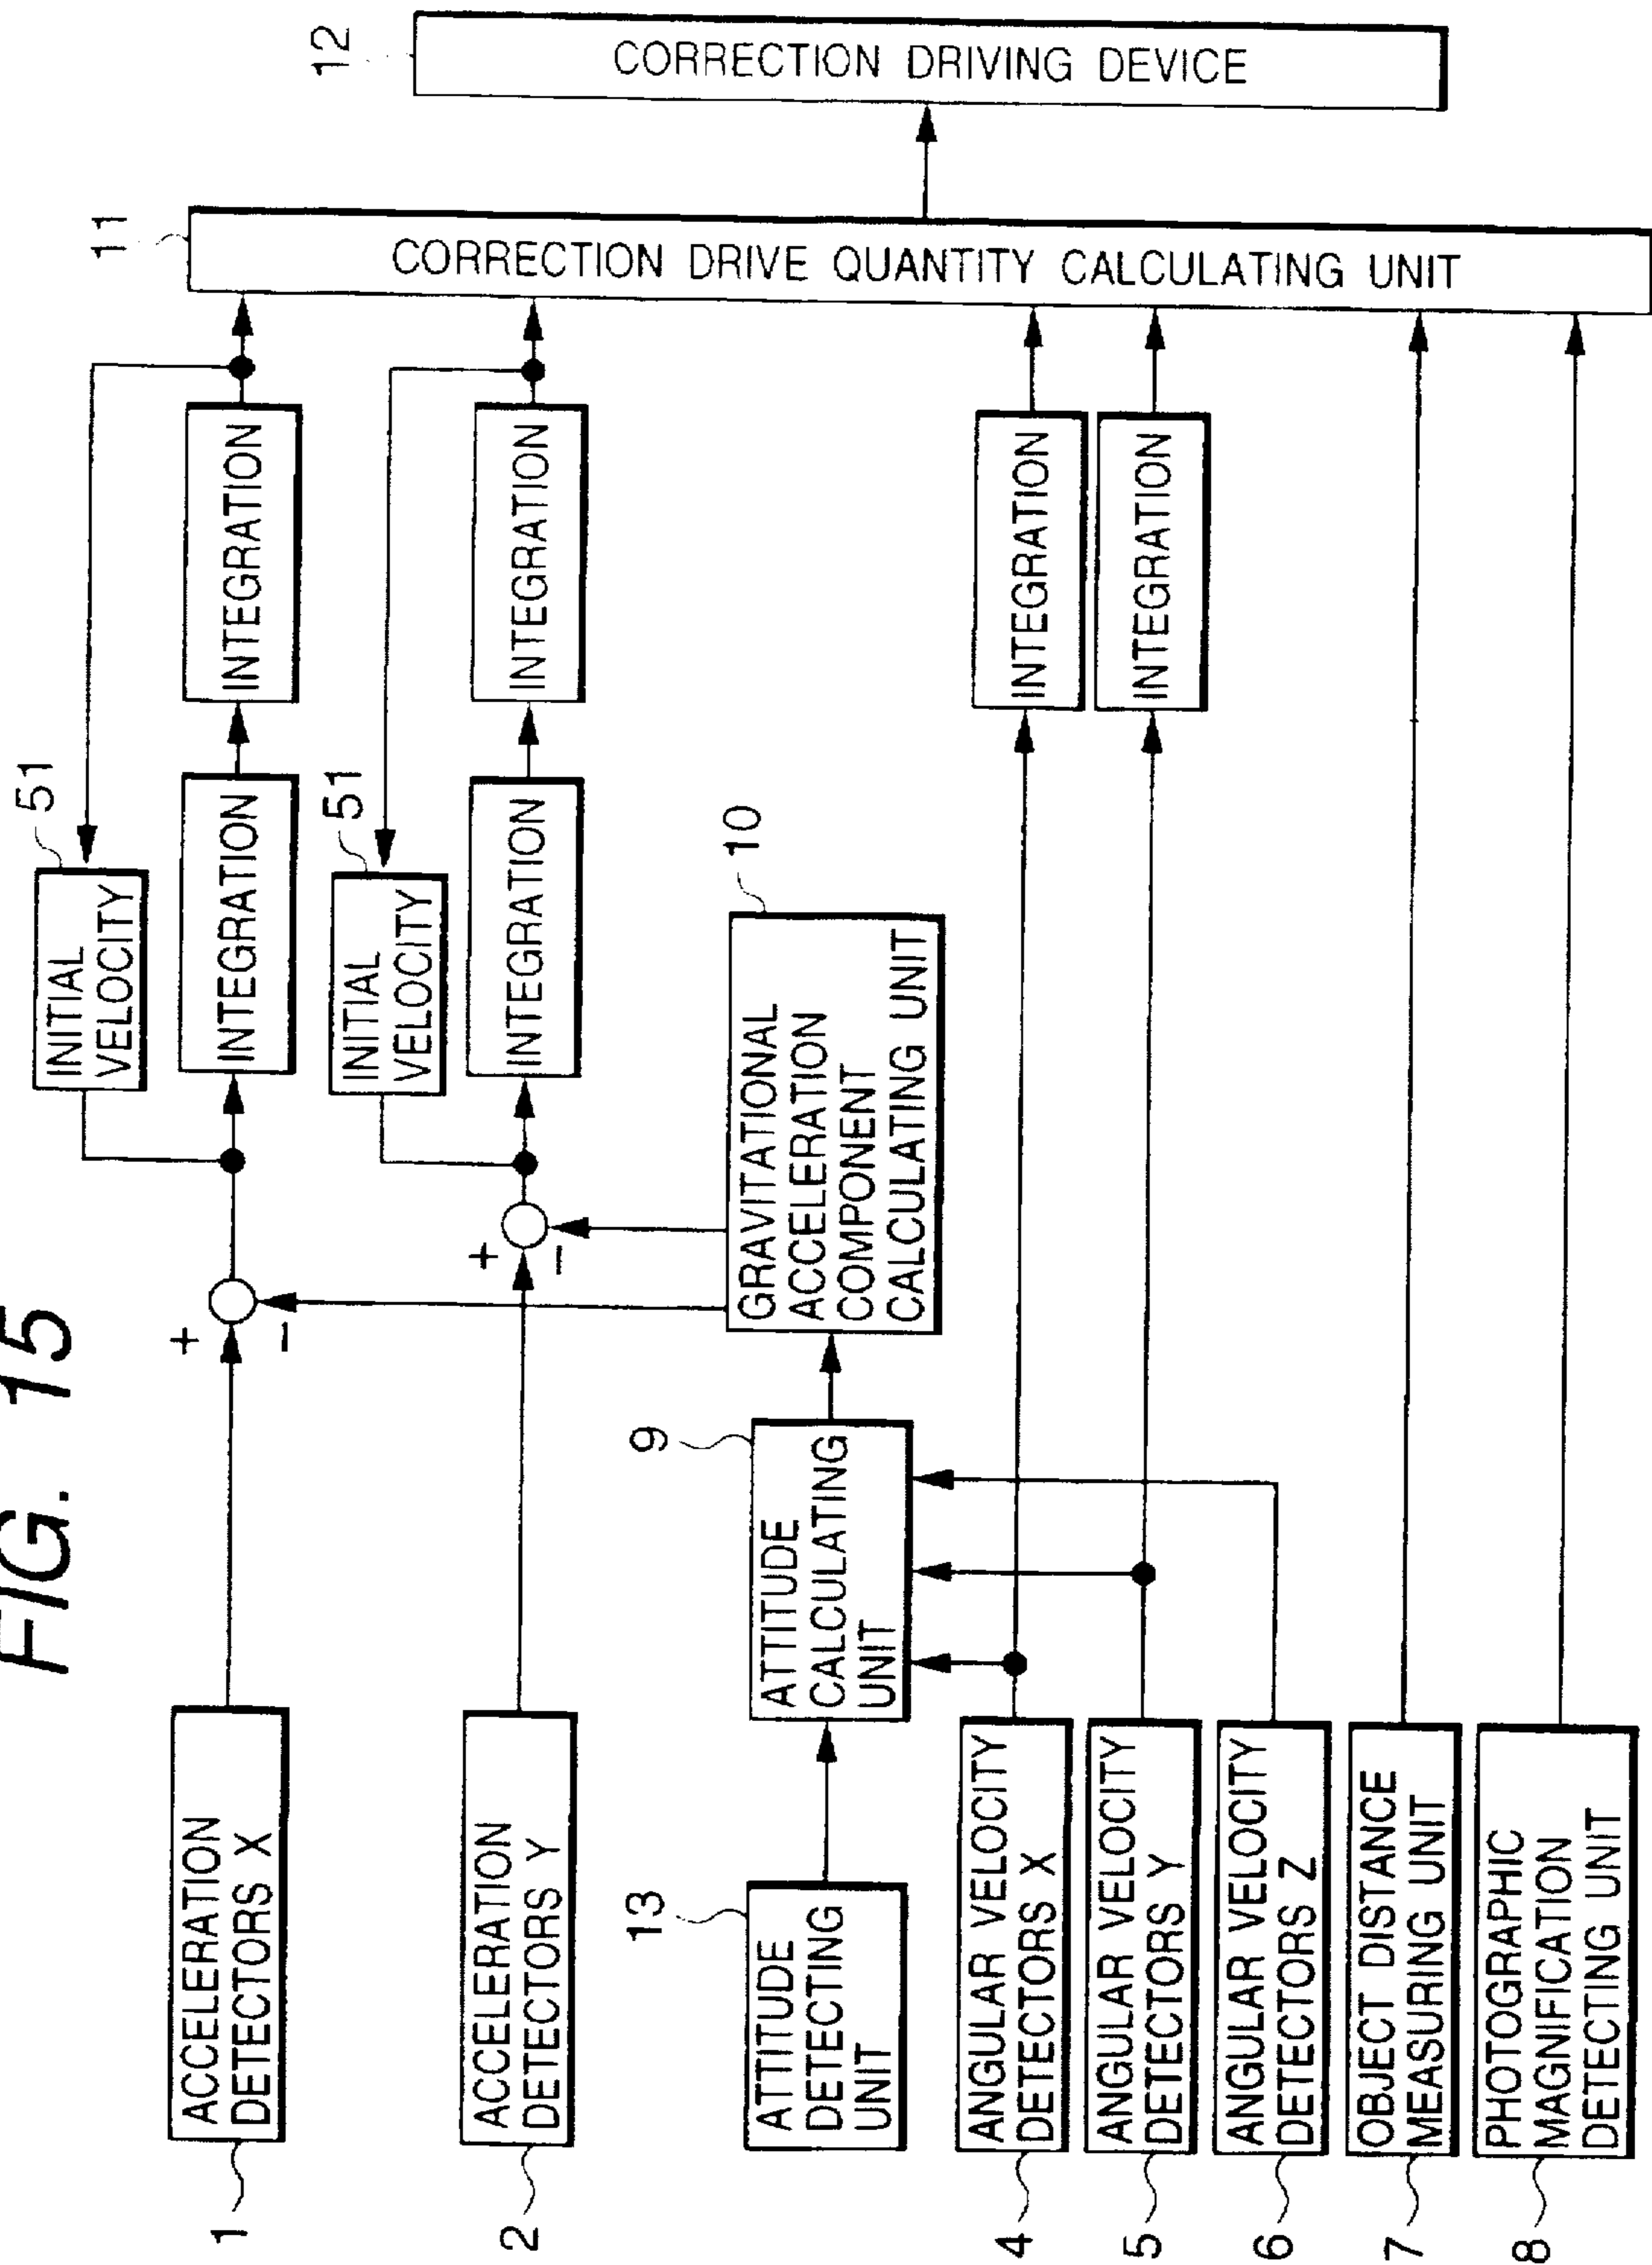 FIG. 15
1
ACCELERATION
DETECTORS X
+
−
INITIAL
VELOCITY
51
INTEGRATION
INTEGRATION
2
ACCELERATION
DETECTORS Y
+
−
INITIAL
VELOCITY
51
INTEGRATION
INTEGRATION
13
ATTITUDE
DETECTING
UNIT
9
ATTITUDE
CALCULATING
UNIT
10
GRAVITATIONAL
ACCELERATION
COMPONENT
CALCULATING UNIT
4
ANGULAR VELOCITY
DETECTORS X
INTEGRATION
5
ANGULAR VELOCITY
DETECTORS Y
INTEGRATION
6
ANGULAR VELOCITY
DETECTORS Z
7
OBJECT DISTANCE
MEASURING UNIT
8
PHOTOGRAPHIC
MAGNIFICATION
DETECTING UNIT
11
CORRECTION DRIVE QUANTITY CALCULATING UNIT
12
CORRECTION DRIVING DEVICE